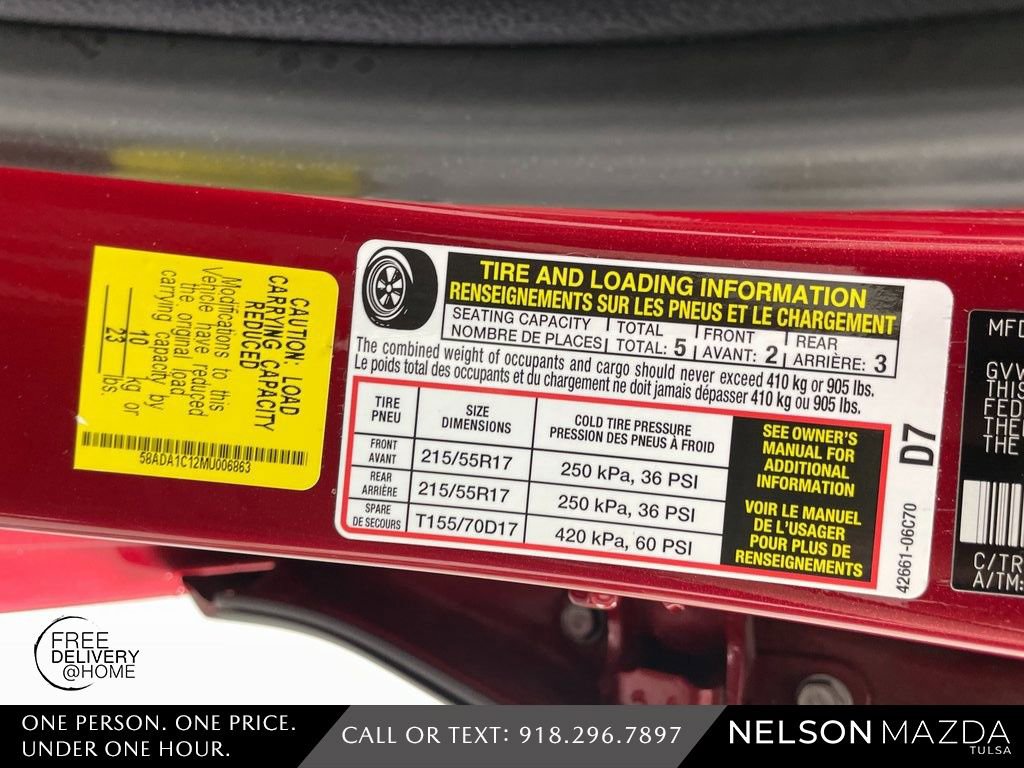 CAUTION: LOAD
CARRYING CAPACITY
REDUCED
Modifications to this
Vehicle have reduced
the original load
carrying capacity by
10 kg or
23 lbs.
58ADA1C12MU006863
TIRE AND LOADING INFORMATION
RENSEIGNEMENTS SUR LES PNEUS ET LE CHARGEMENT
SEATING CAPACITY | TOTAL | FRONT | REAR
NOMBRE DE PLACES | TOTAL: 5 | AVANT: 2 | ARRIÈRE: 3
The combined weight of occupants and cargo should never exceed 410 kg or 905 lbs.
Le poids total des occupants et du chargement ne doit jamais dépasser 410 kg ou 905 lbs.
TIRE
PNEU
SIZE
DIMENSIONS
COLD TIRE PRESSURE
PRESSION DES PNEUS À FROID
FRONT
AVANT
215/55R17
250 kPa, 36 PSI
REAR
ARRIÈRE
215/55R17
250 kPa, 36 PSI
SPARE
DE SECOURS
T155/70D17
420 kPa, 60 PSI
SEE OWNER'S
MANUAL FOR
ADDITIONAL
INFORMATION
VOIR LE MANUEL
DE L'USAGER
POUR PLUS DE
RENSEIGNEMENTS
D7
42661-06C70
MFD
GVW
THIS
FED
THE
THE
C/TR
A/TM:
FREE
DELIVERY
@HOME
ONE PERSON. ONE PRICE.
UNDER ONE HOUR.
CALL OR TEXT: 918.296.7897
NELSON MAZDA
TULSA